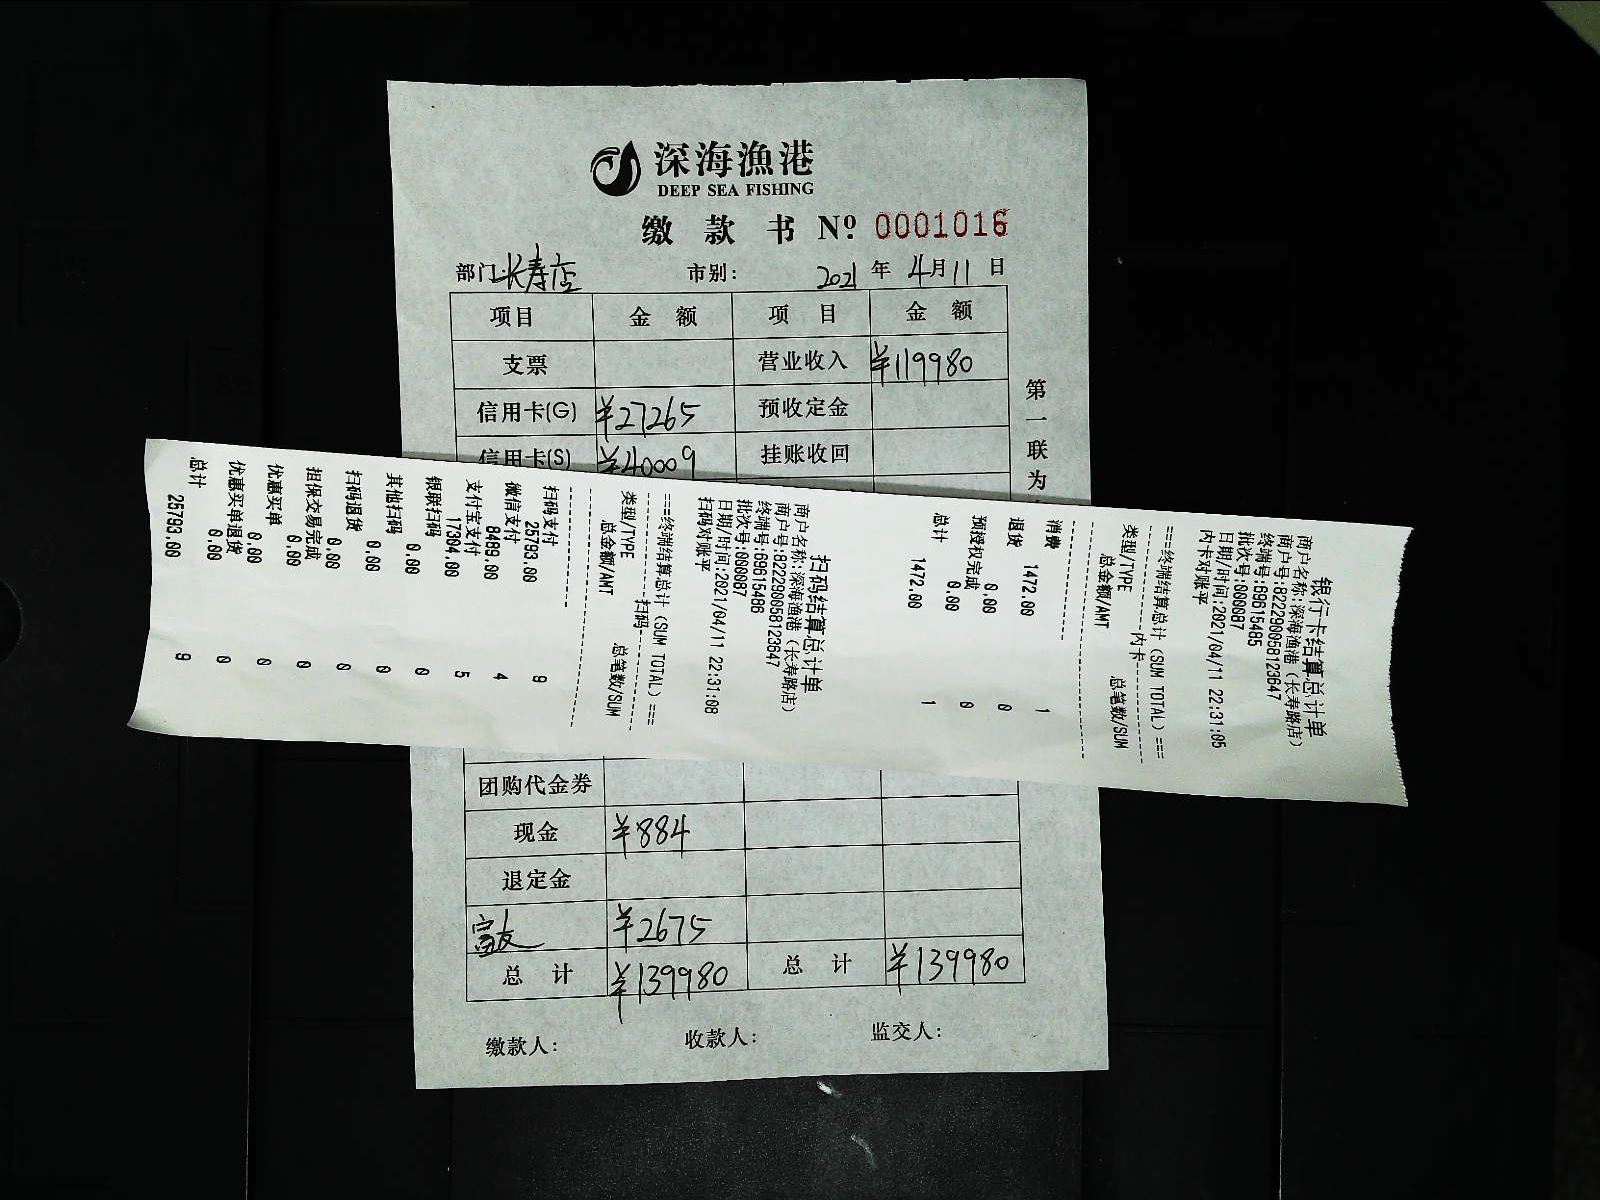 深海漁港
DEEP SEA FISHING
缴款书 Nº 0001016
部门:长寿店 市别: 2021年4月11日
项目 金额 项目 金额
支票 营业收入 ¥119980
信用卡(G) ¥27265 预收定金
信用卡(S) ¥40009 挂账收回
第一联为
团购代金券
现金 ¥884
退定金
富友 ¥2675
总计 ¥139980 总计 ¥139980
缴款人: 收款人: 监交人:
银行卡结算总计单
商户名称:深海渔港(长寿路店)
商户号:822290058123647
终端号:69615485
批次号:000087
日期/时间:2021/04/11 22:31:05
内卡对账平
===终端结算总计(SUM TOTAL)===
----------内卡----------
类型/TYPE 总笔数/SUM
总金额/AMT
消费 1
1472.00
退货 0
0.00
预授权完成 0
0.00
总计 1
1472.00
扫码结算总计单
商户名称:深海渔港(长寿路店)
商户号:822290058123647
终端号:69615486
批次号:000087
日期/时间:2021/04/11 22:31:08
扫码对账平
===终端结算总计(SUM TOTAL)===
----------扫码----------
类型/TYPE 总笔数/SUM
总金额/AMT
扫码支付 9
25793.00
微信支付 4
8489.00
支付宝支付 5
17304.00
银联扫码 0
0.00
其他扫码 0
0.00
扫码退货 0
0.00
担保交易完成 0
0.00
优惠买单 0
0.00
优惠买单退货 0
0.00
总计 9
25793.00